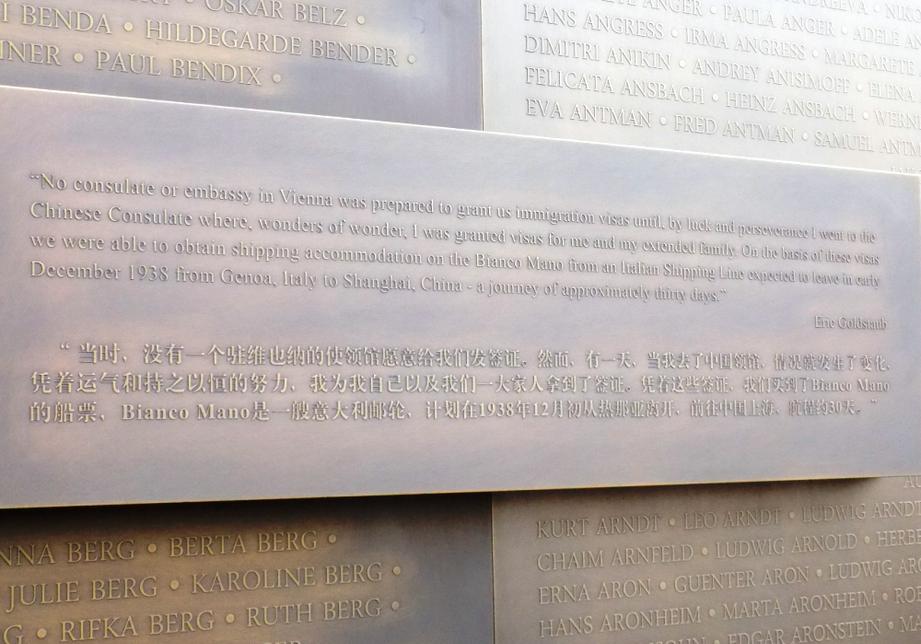 OSKAR BELZ •
BENDA • HILDEGARDE BENDER •
PAUL BENDIX •
ANGER • PAULA ANGER •
HANS ANGRESS • IRMA ANGRESS • MARGARETE
DIMITRI ANIKIN • ANDREY ANISIMOFF • ELENA
FELICATA ANSBACH • HEINZ ANSBACH •
EVA ANTMAN • FRED ANTMAN • SAMUEL
“No consulate or embassy in Vienna was prepared to grant us immigration visas until, by luck and perseverance I went to the
Chinese Consulate where, wonders of wonder, I was granted visas for me and my extended family. On the basis of these visas
we were able to obtain shipping accommodation on the Bianco Mano from an Italian Shipping Line expected to leave in early
December 1938 from Genoa, Italy to Shanghai, China - a journey of approximately thirty days.”
Eric Goldstaub
“当时，没有一个驻维也纳的使领馆愿意给我们发签证。然而，有一天，当我去了中国领馆，情况就发生了变化。
凭着运气和持之以恒的努力，我为我自己以及我们一大家人拿到了签证。凭着这些签证，我们买到了Bianco Mano
的船票，Bianco Mano是一艘意大利邮轮，计划在1938年12月初从热那亚离开，前往中国上海，航程约30天。”
BERG • BERTA BERG •
JULIE BERG • KAROLINE BERG •
RIFKA BERG • RUTH BERG •
KURT ARNDT • LEO ARNDT • LUDWIG ARNDT
CHAIM ARNFELD • LUDWIG ARNOLD •
ERNA ARON • GUENTER ARON • LUDWIG
HANS ARONHEIM • MARTA ARONHEIM •
EDGAR ARONSTEIN •